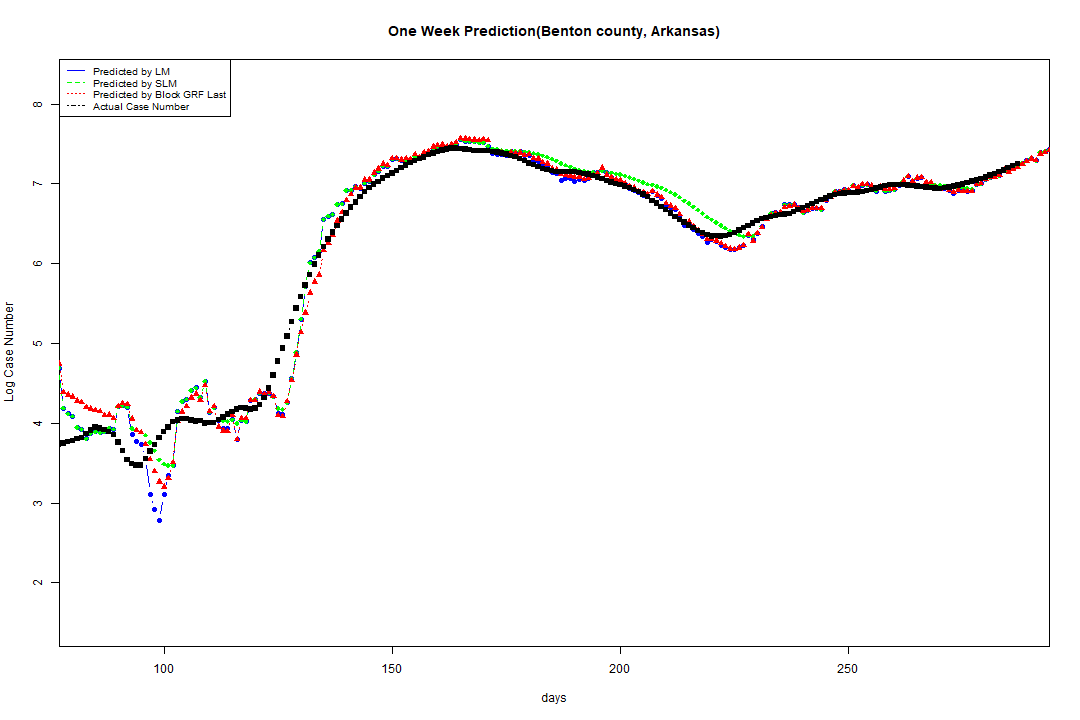 One Week Prediction(Benton county, Arkansas)
Predicted by LM
Predicted by SLM
Predicted by Block GRF Last
Actual Case Number
8
7
6
5
4
3
2
Log Case Number
100 150 200 250
days